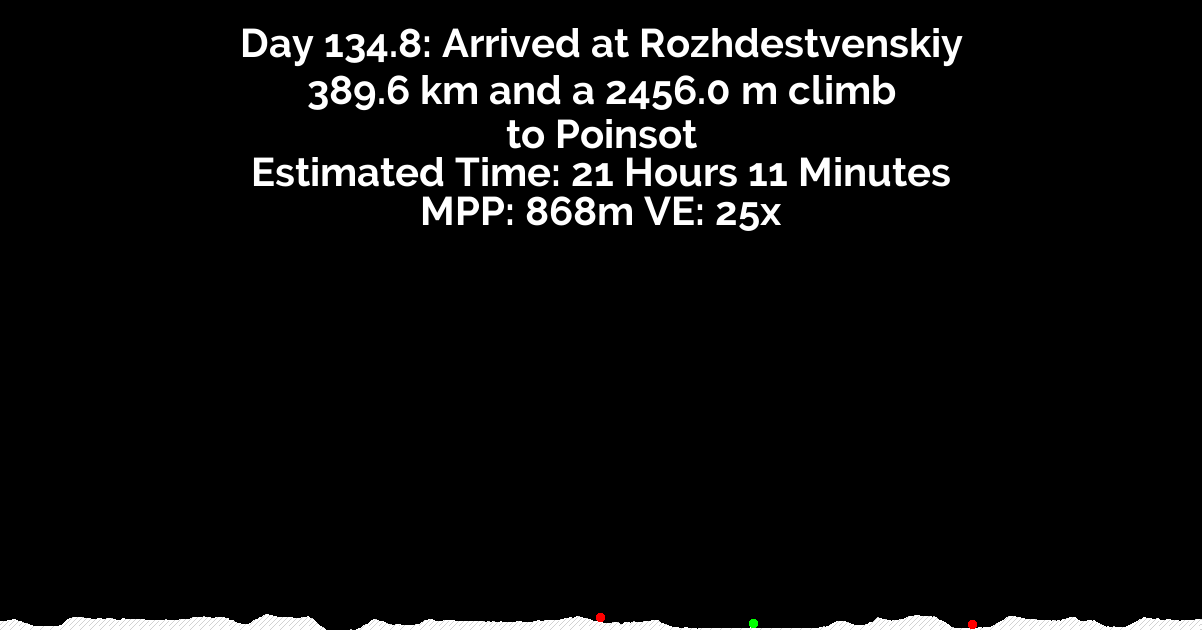 Day 134.8: Arrived at Rozhdestvenskiy
389.6 km and a 2456.0 m climb
to Poinsot
Estimated Time: 21 Hours 11 Minutes
MPP: 868m VE: 25x